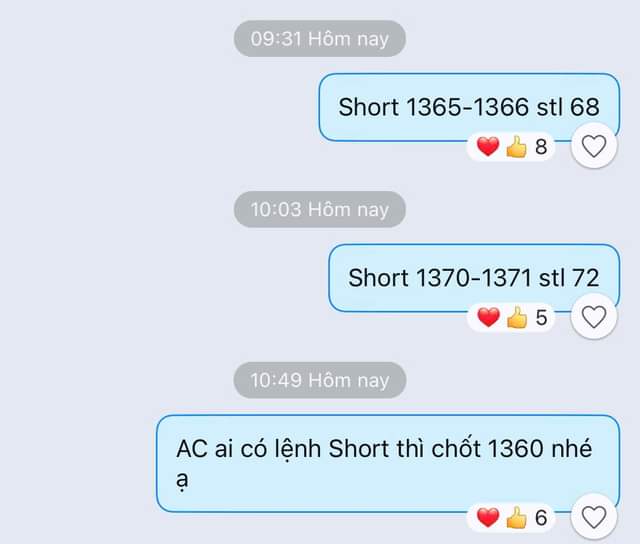 09:31 Hôm nay
Short 1365-1366 stl 68
8
10:03 Hôm nay
Short 1370-1371 stl 72
5
10:49 Hôm nay
AC ai có lệnh Short thì chốt 1360 nhé
ạ
6